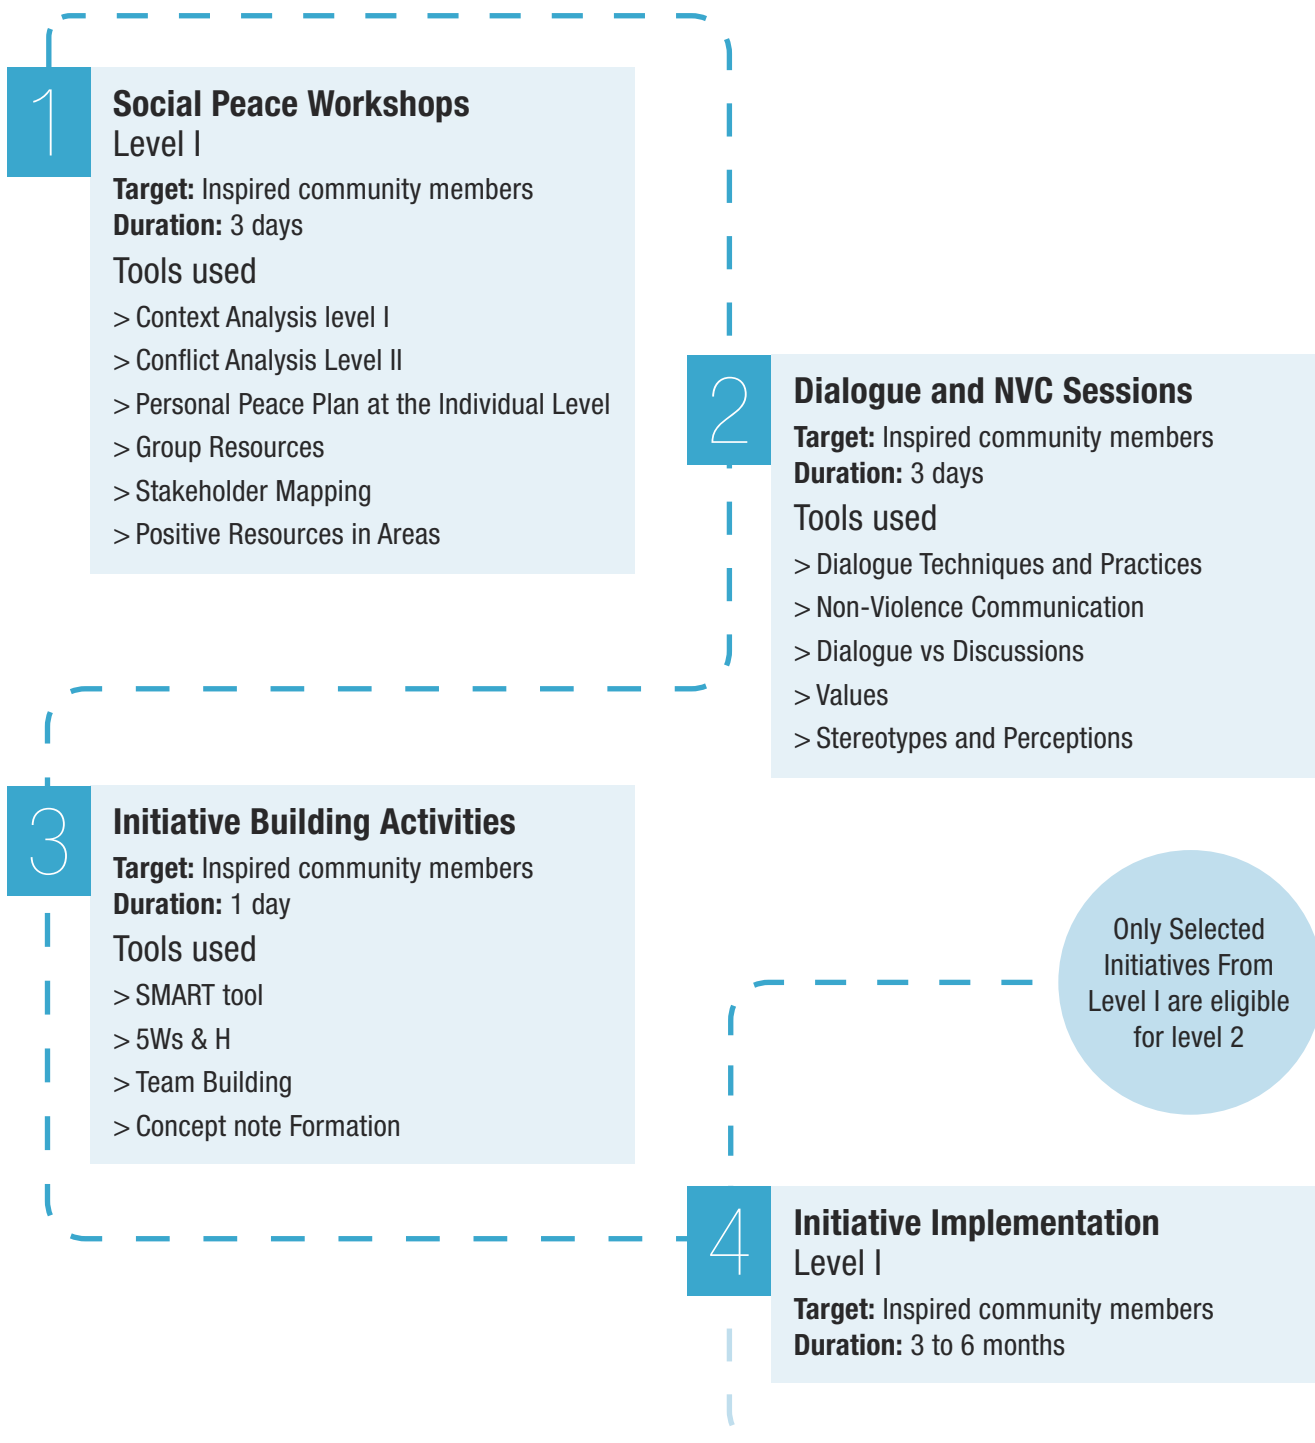 1
Social Peace Workshops
Level I
Target: Inspired community members
Duration: 3 days
Tools used
> Context Analysis level I
> Conflict Analysis Level II
> Personal Peace Plan at the Individual Level
> Group Resources
> Stakeholder Mapping
> Positive Resources in Areas
2
Dialogue and NVC Sessions
Target: Inspired community members
Duration: 3 days
Tools used
> Dialogue Techniques and Practices
> Non-Violence Communication
> Dialogue vs Discussions
> Values
> Stereotypes and Perceptions
3
Initiative Building Activities
Target: Inspired community members
Duration: 1 day
Tools used
> SMART tool
> 5Ws & H
> Team Building
> Concept note Formation
Only Selected
Initiatives From
Level I are eligible
for level 2
4
Initiative Implementation
Level I
Target: Inspired community members
Duration: 3 to 6 months